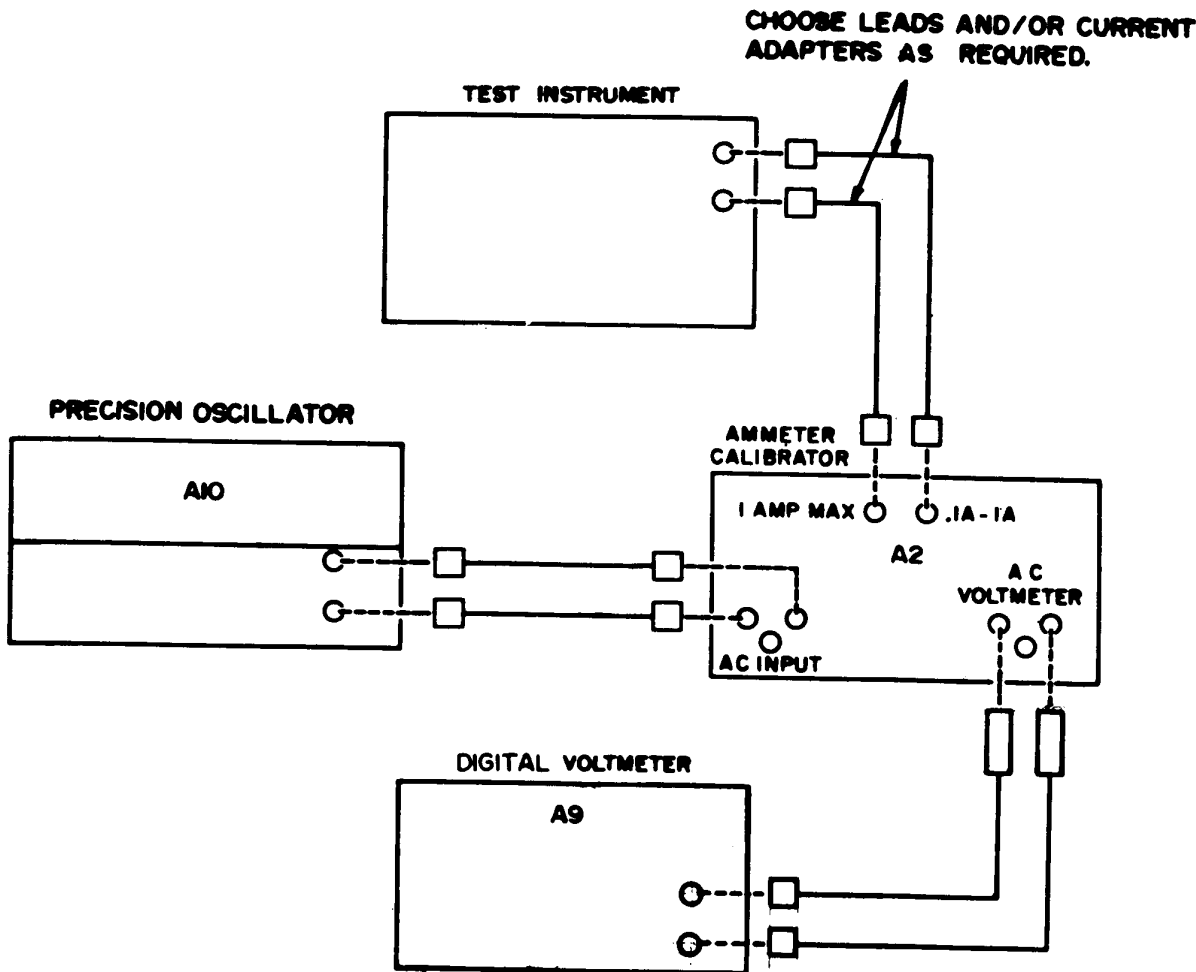 CHOOSE LEADS AND/OR CURRENT
ADAPTERS AS REQUIRED.
TEST INSTRUMENT
PRECISION OSCILLATOR
A10
AMMETER
CALIBRATOR
1 AMP MAX
.1A-1A
A2
AC
VOLTMETER
AC INPUT
DIGITAL VOLTMETER
A9